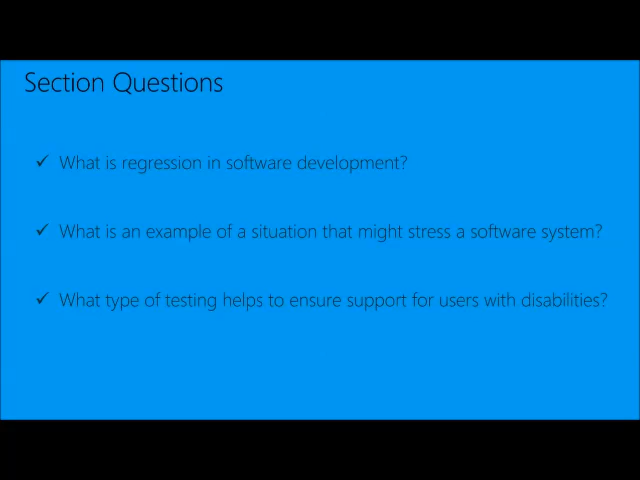 Section Questions
✓ What is regression in software development?
✓ What is an example of a situation that might stress a software system?
✓ What type of testing helps to ensure support for users with disabilities?